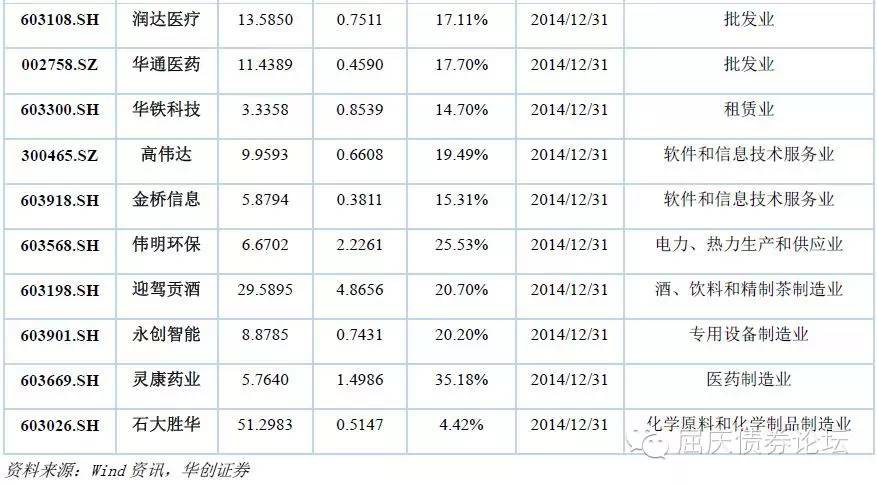 603108.SH 润达医疗 13.5850 0.7511 17.11% 2014/12/31 批发业
002758.SZ 华通医药 11.4389 0.4590 17.70% 2014/12/31 批发业
603300.SH 华铁科技 3.3358 0.8539 14.70% 2014/12/31 租赁业
300465.SZ 高伟达 9.9593 0.6608 19.49% 2014/12/31 软件和信息技术服务业
603918.SH 金桥信息 5.8794 0.3811 15.31% 2014/12/31 软件和信息技术服务业
603568.SH 伟明环保 6.6702 2.2261 25.53% 2014/12/31 电力、热力生产和供应业
603198.SH 迎驾贡酒 29.5895 4.8656 20.70% 2014/12/31 酒、饮料和精制茶制造业
603901.SH 永创智能 8.8785 0.7431 20.20% 2014/12/31 专用设备制造业
603669.SH 灵康药业 5.7640 1.4986 35.18% 2014/12/31 医药制造业
603026.SH 石大胜华 51.2983 0.5147 4.42% 2014/12/31 化学原料和化学制品制造业
屈庆债券论坛
资料来源：Wind 资讯，华创证券